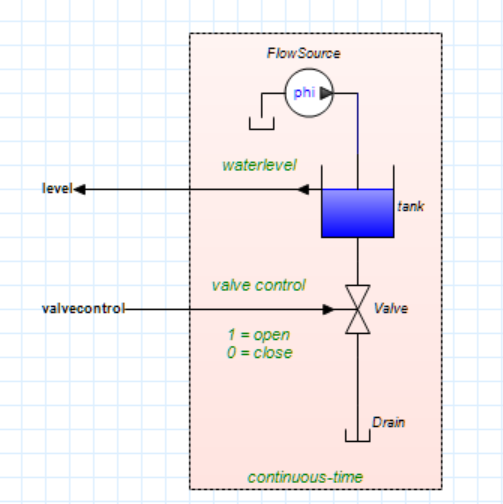 FlowSource
phi
waterlevel
level
tank
valve control
valvecontrol
Valve
1 = open
0 = close
Drain
continuous-time